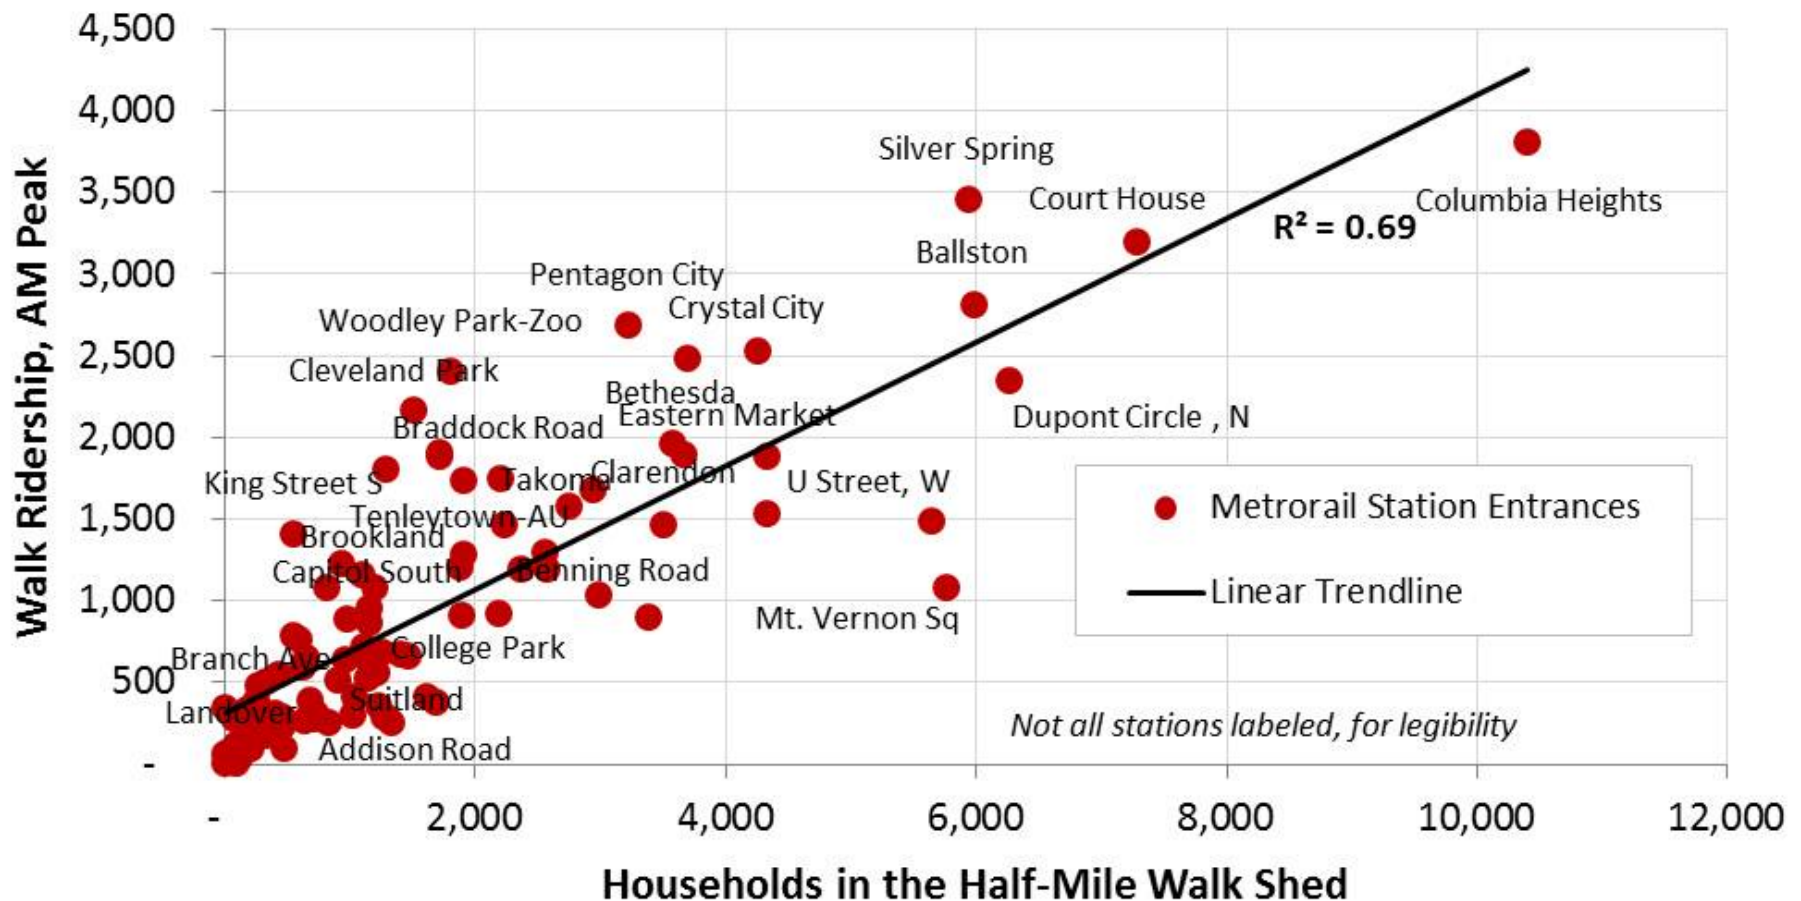 4,500
4,000
3,500
3,000
2,500
2,000
1,500
1,000
500
-
Walk Ridership, AM Peak
Silver Spring
Court House
Columbia Heights
R² = 0.69
Ballston
Pentagon City
Crystal City
Woodley Park-Zoo
Cleveland Park
Bethesda
Eastern Market
Dupont Circle , N
Braddock Road
Takoma
Clarendon
King Street S
U Street, W
Tenleytown-AU
Brookland
Capitol South
Benning Road
Mt. Vernon Sq
College Park
Branch Ave
Suitland
Landover
Addison Road
Metrorail Station Entrances
Linear Trendline
Not all stations labeled, for legibility
-
2,000
4,000
6,000
8,000
10,000
12,000
Households in the Half-Mile Walk Shed